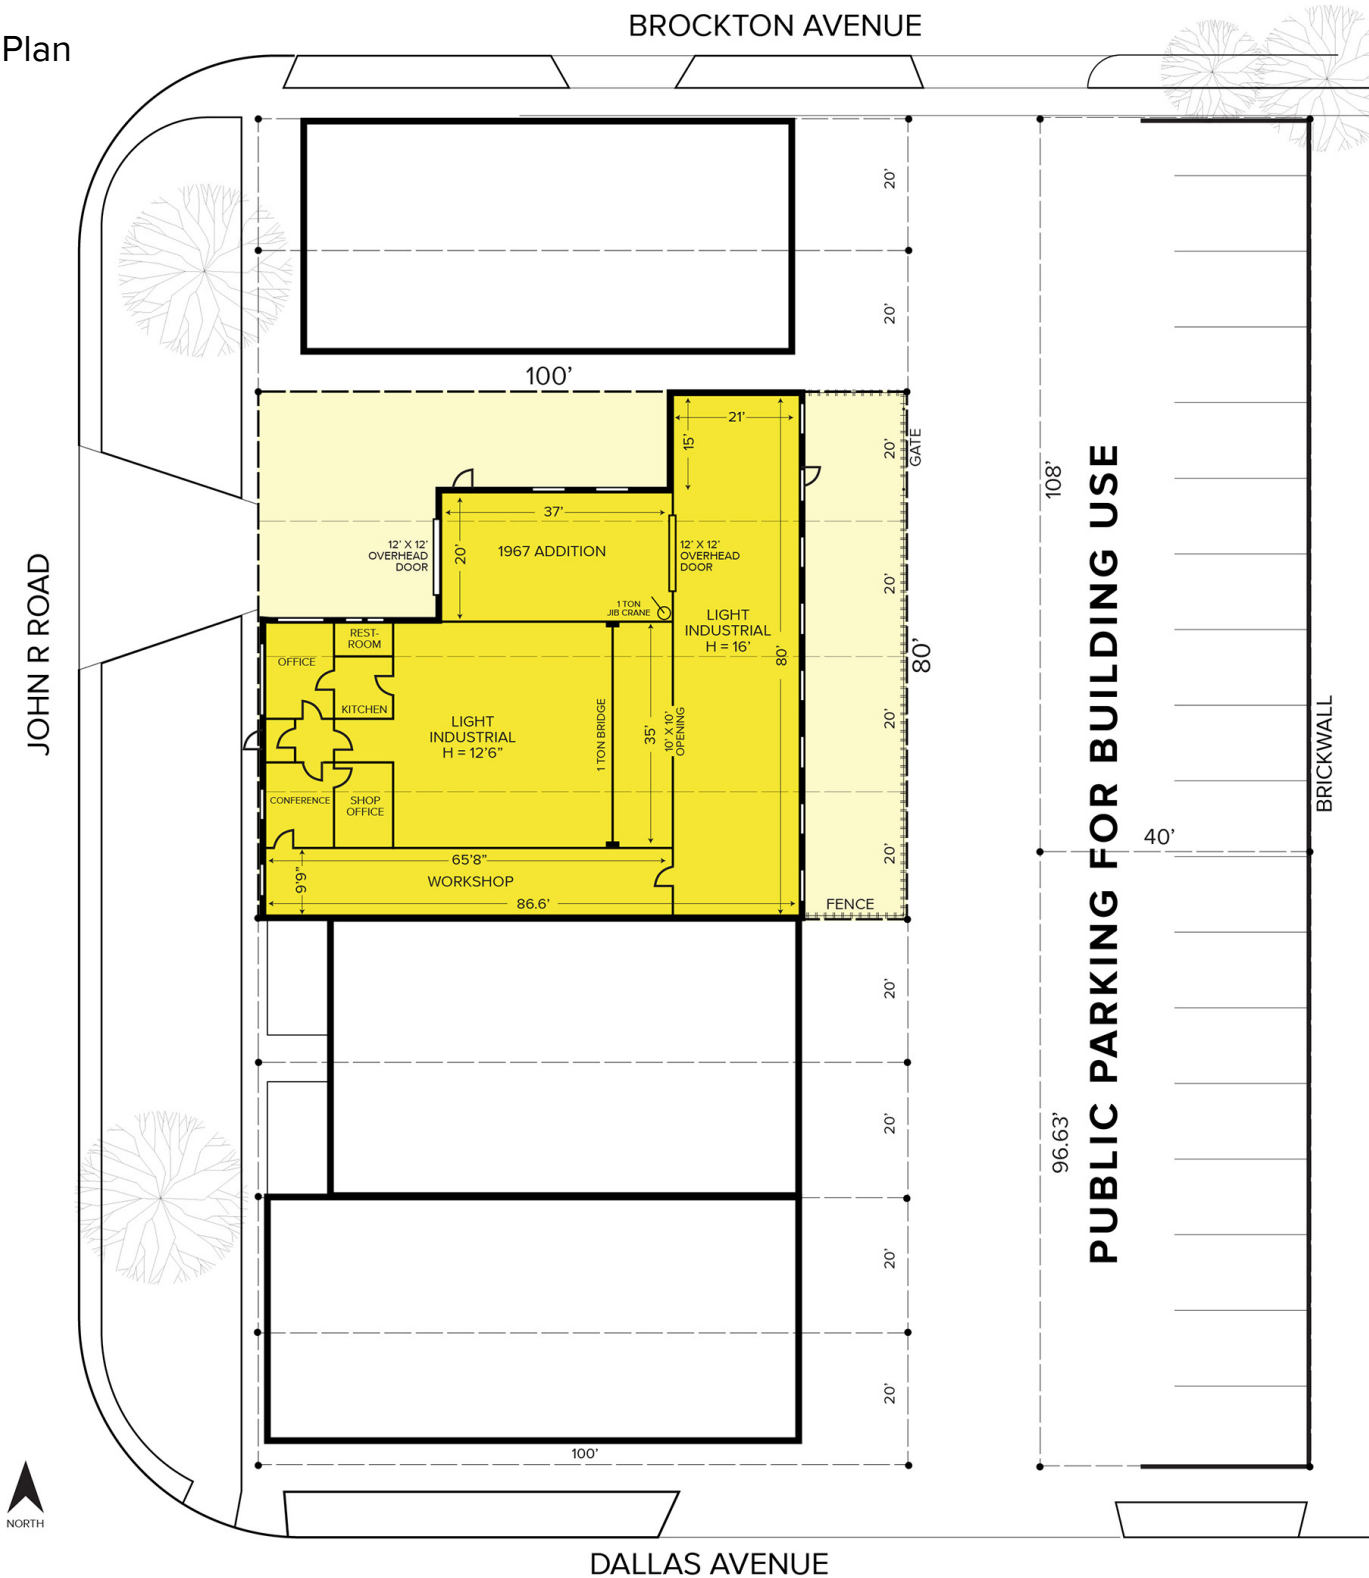 BROCKTON AVENUE
Plan
20'
20'
100'
21'
15'
20'
GATE
108'
37'
12' X 12'
OVERHEAD
DOOR
20'
1967 ADDITION
12' X 12'
OVERHEAD
DOOR
20'
1 TON
JIB CRANE
LIGHT
INDUSTRIAL
H = 16'
80'
80'
REST-
ROOM
OFFICE
KITCHEN
LIGHT
INDUSTRIAL
H = 12'6"
1 TON BRIDGE
35'
10' X 10'
OPENING
20'
JOHN R ROAD
PUBLIC PARKING FOR BUILDING USE
BRICKWALL
CONFERENCE
SHOP
OFFICE
40'
20'
65'8"
9'9"
WORKSHOP
86.6'
FENCE
20'
96.63'
20'
20'
20'
100'
NORTH
DALLAS AVENUE